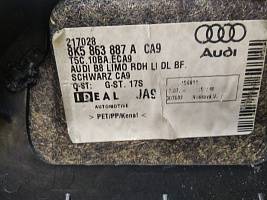 217028
8K5 863 887 A CA9
T5C.10BA.ECA9
AUDI B8 LIMO RDH LI DL BF.
SCHWARZ CA9
Q-ST: G-ST. 17S
IDEAL JAS
AUTOMOTIVE
> PET/PP/Kenaf <
Audi